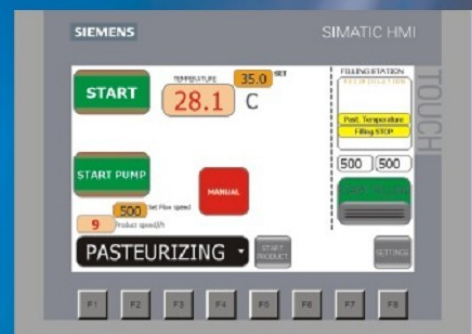 SIEMENS
SIMATIC HMI
TOUCH
START
TEMPERATURE
35.0 SET
28.1 C
FILLING STATION
Past. Temperature
Filling STOP
500 500
START PUMP
MANUAL
500 Set Flow speed
9 Product speed l/h
PASTEURIZING
START
PRODUCT
SETTINGS
F1 F2 F3 F4 F5 F6 F7 F8